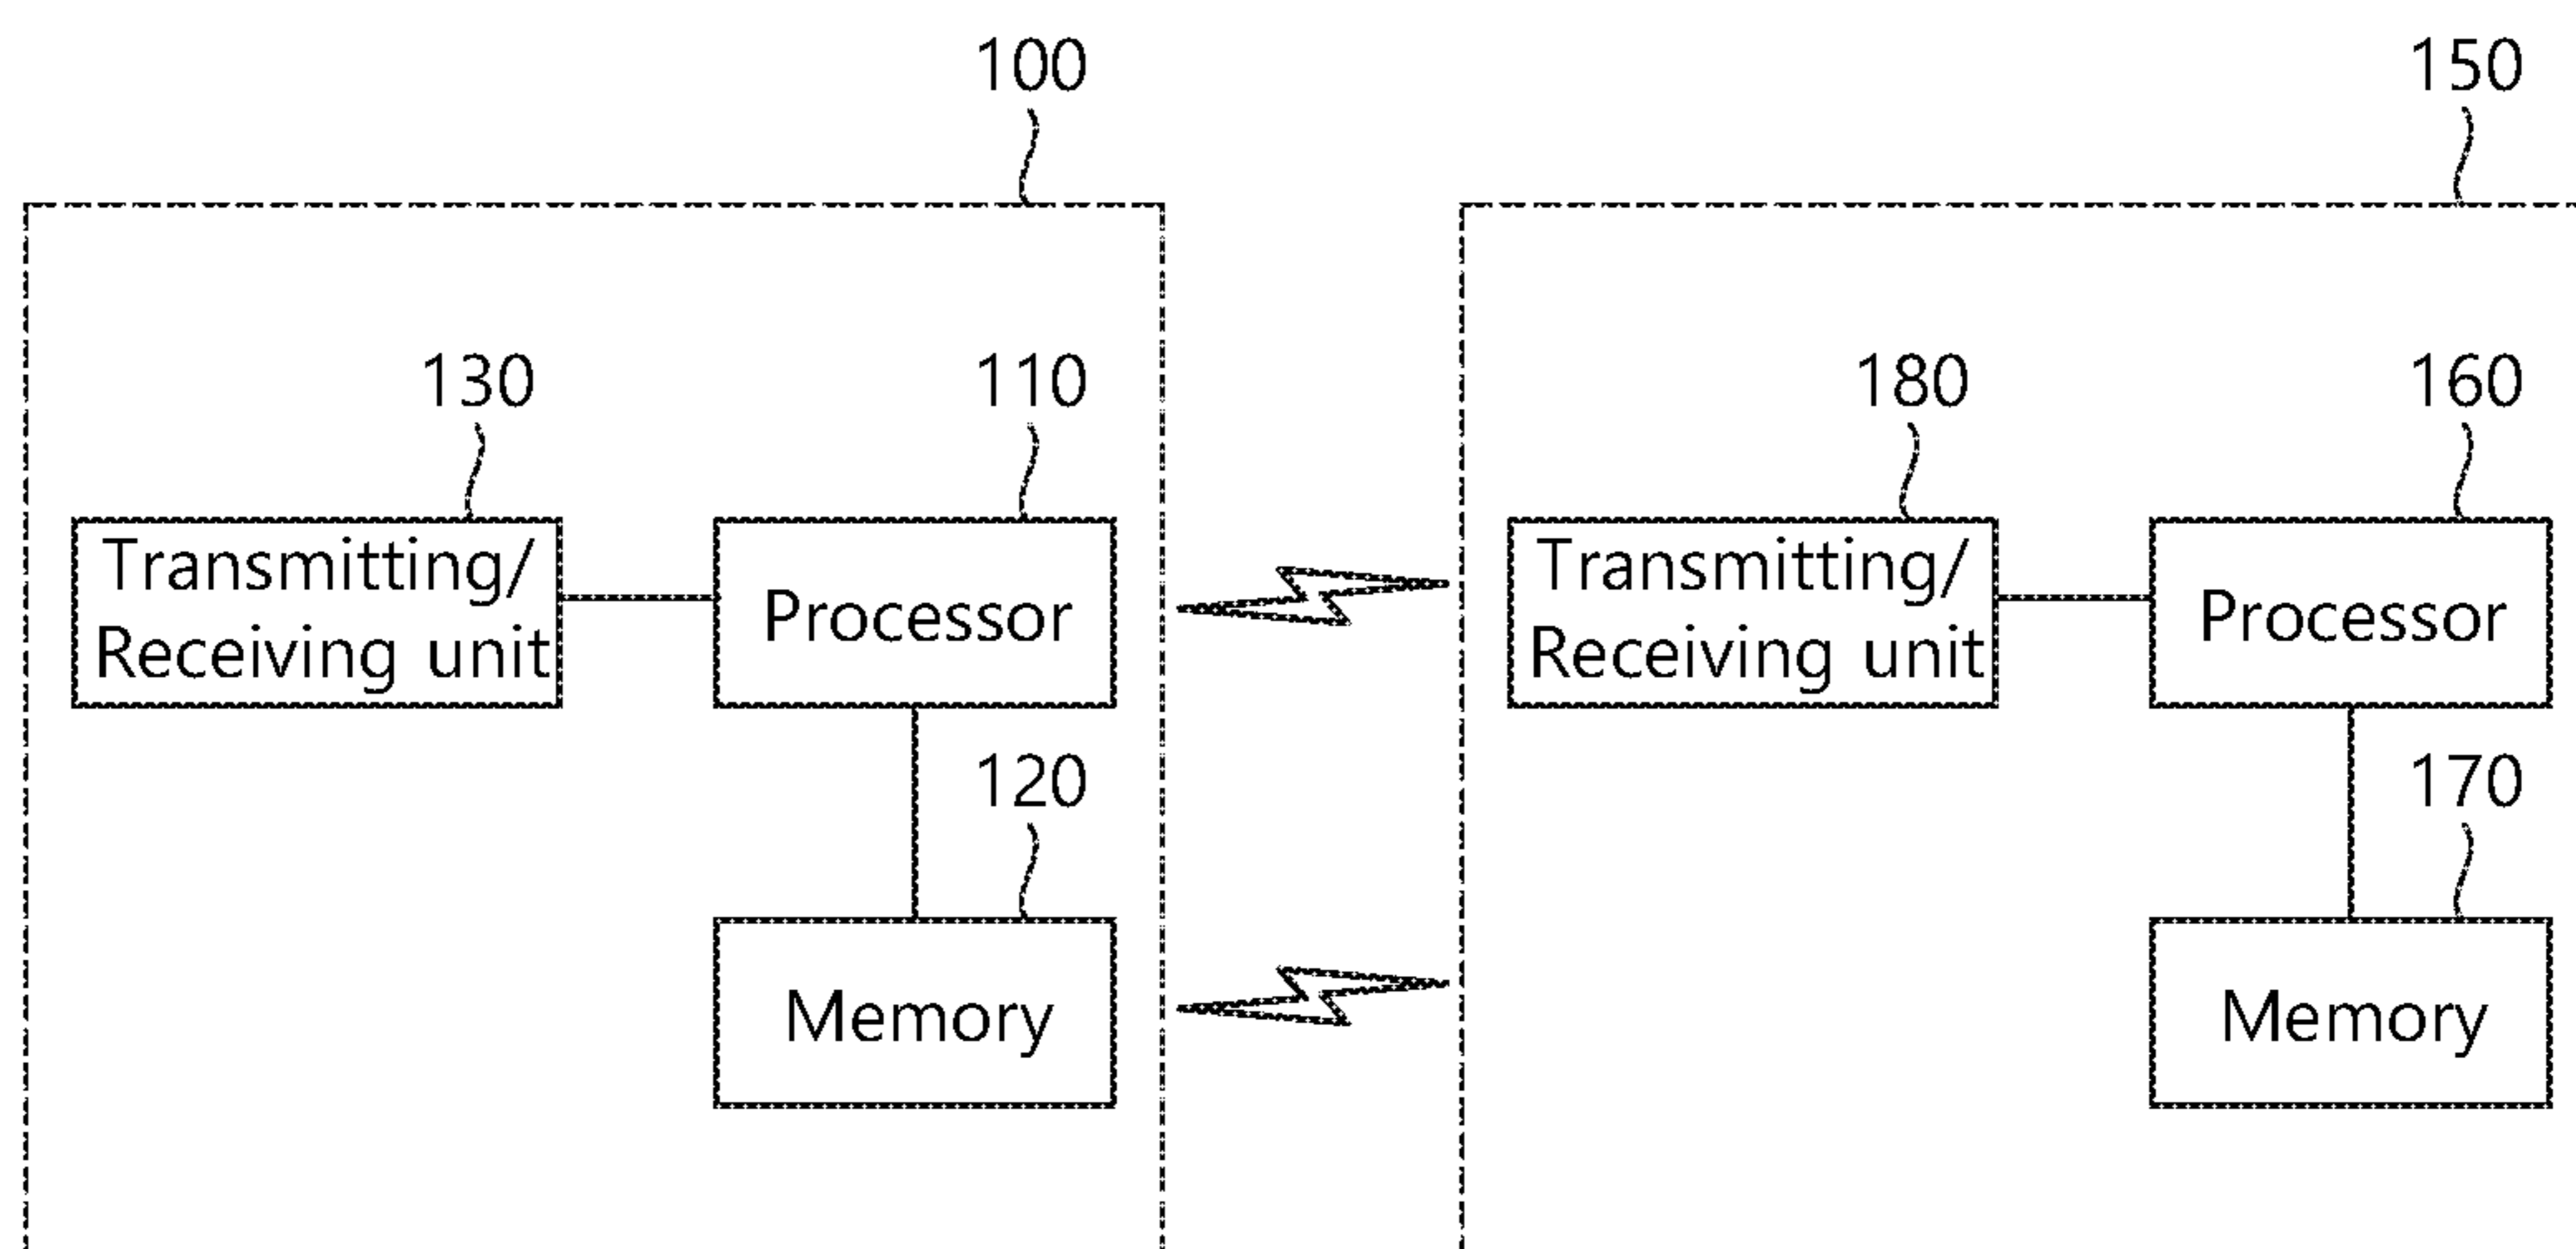 100
150
130
110
180
160
Transmitting/
Receiving unit
Processor
Transmitting/
Receiving unit
Processor
120
170
Memory
Memory